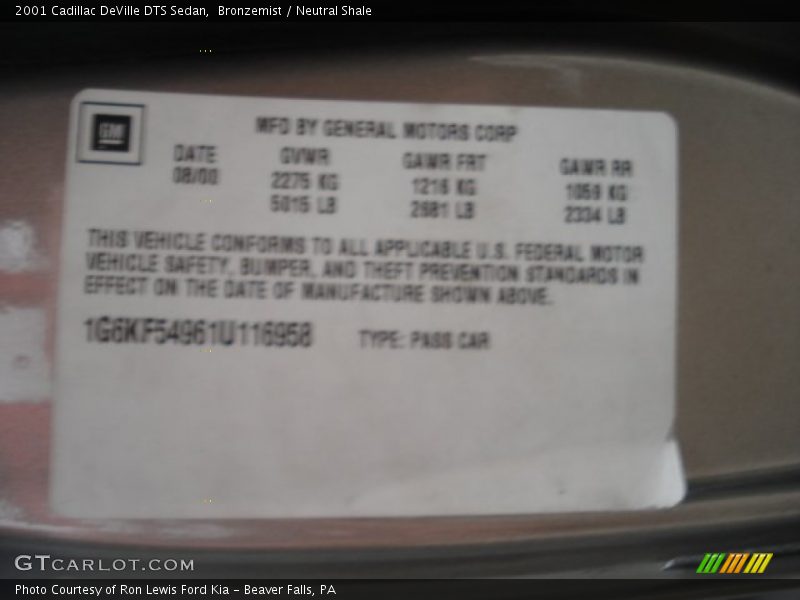 2001 Cadillac DeVille DTS Sedan, Bronzemist / Neutral Shale
GM
MFD BY GENERAL MOTORS CORP
DATE GVWR GAWR FRT GAWR RR
08/00 2275 KG 1216 KG 1059 KG
5015 LB 2681 LB 2334 LB
THIS VEHICLE CONFORMS TO ALL APPLICABLE U.S. FEDERAL MOTOR
VEHICLE SAFETY, BUMPER, AND THEFT PREVENTION STANDARDS IN
EFFECT ON THE DATE OF MANUFACTURE SHOWN ABOVE.
1G6KF54961U116958 TYPE: PASS CAR
GTCARLOT.COM
Photo Courtesy of Ron Lewis Ford Kia - Beaver Falls, PA